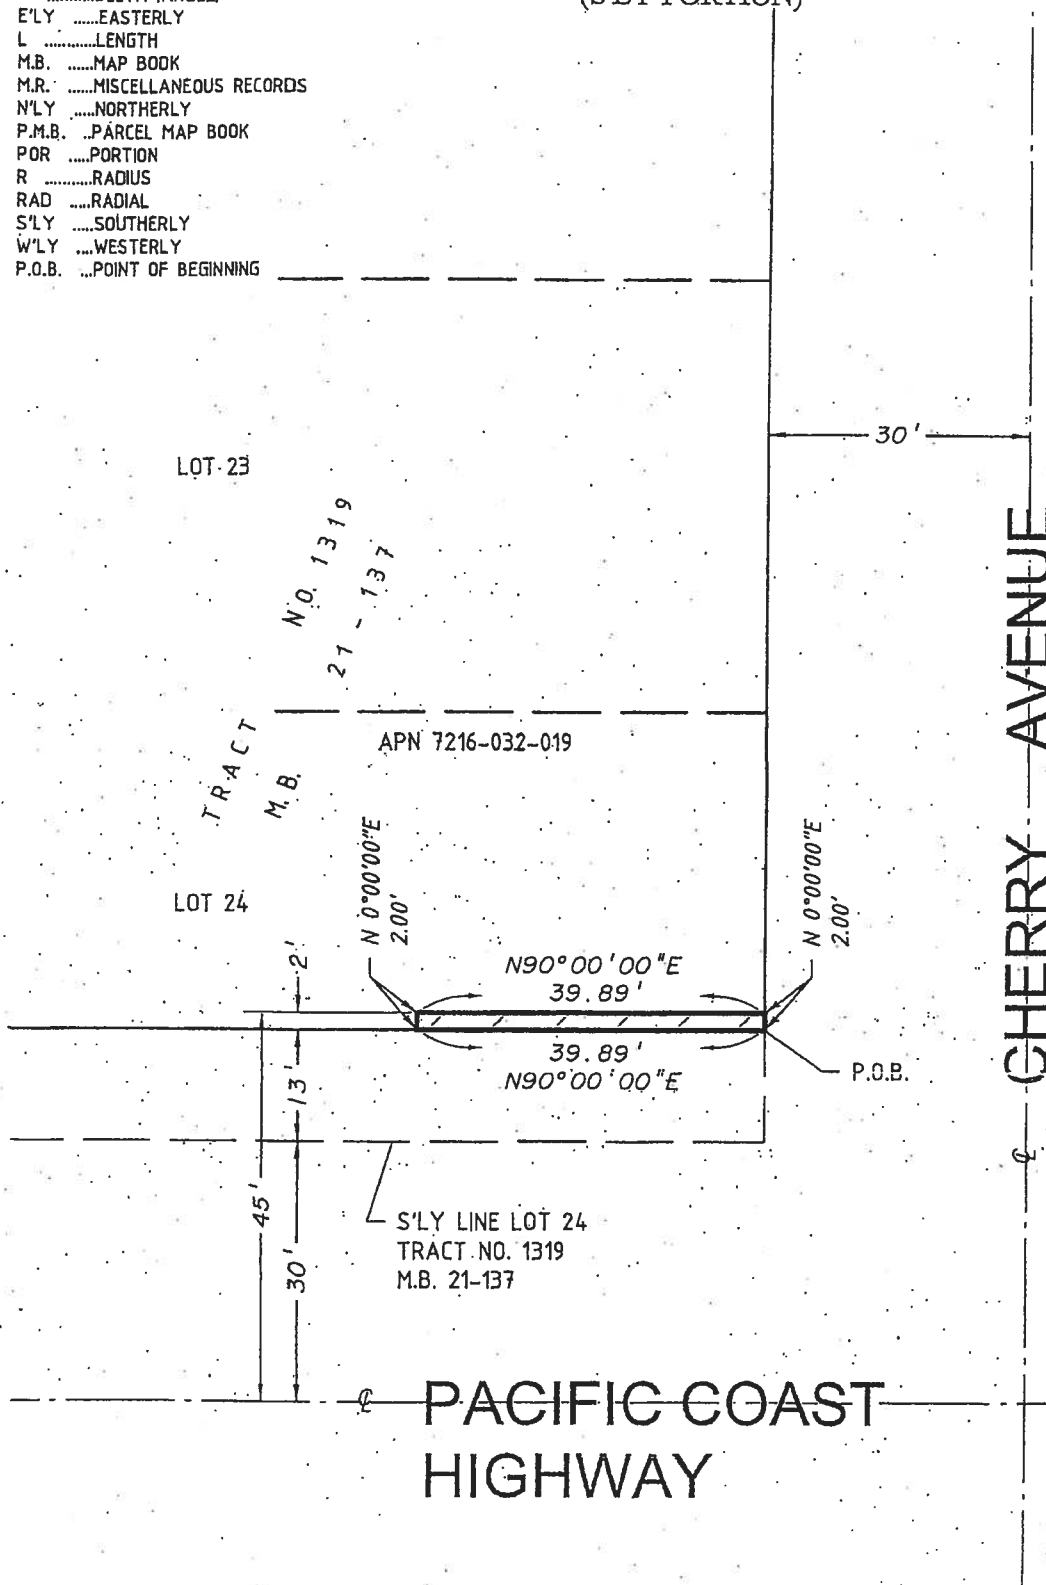 E'LY .....EASTERLY
L ...........LENGTH
M.B. ......MAP BOOK
M.R. ......MISCELLANEOUS RECORDS
N'LY .....NORTHERLY
P.M.B. ..PARCEL MAP BOOK
POR .....PORTION
R ..........RADIUS
RAD .....RADIAL
S'LY .....SOUTHERLY
W'LY ....WESTERLY
P.O.B. ...POINT OF BEGINNING
30'
LOT 23
NO. 1319
21 - 137
TRACT
M.B.
APN 7216-032-019
CHERRY AVENUE
N 0°00'00"E
2.00'
N 0°00'00"E
2.00'
LOT 24
2'
N90°00'00"E
39.89'
39.89'
N90°00'00"E
P.O.B.
13'
45'
30'
S'LY LINE LOT 24
TRACT NO. 1319
M.B. 21-137
℄
℄
PACIFIC COAST
HIGHWAY